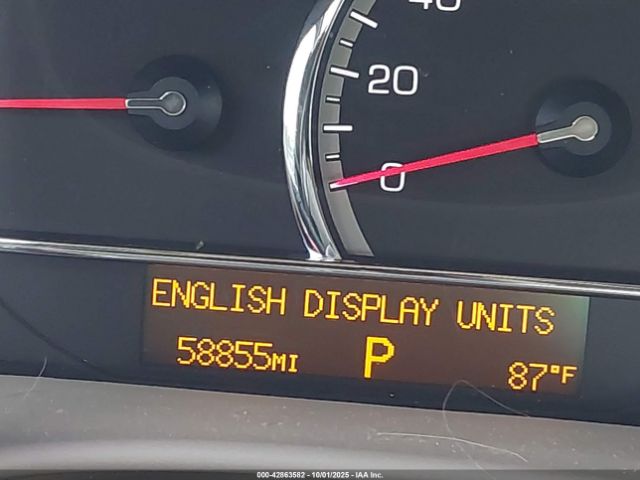 40
20
0
ENGLISH DISPLAY UNITS
58855MI P 87°F
000-42863582 - 10/01/2025 - IAA Inc.